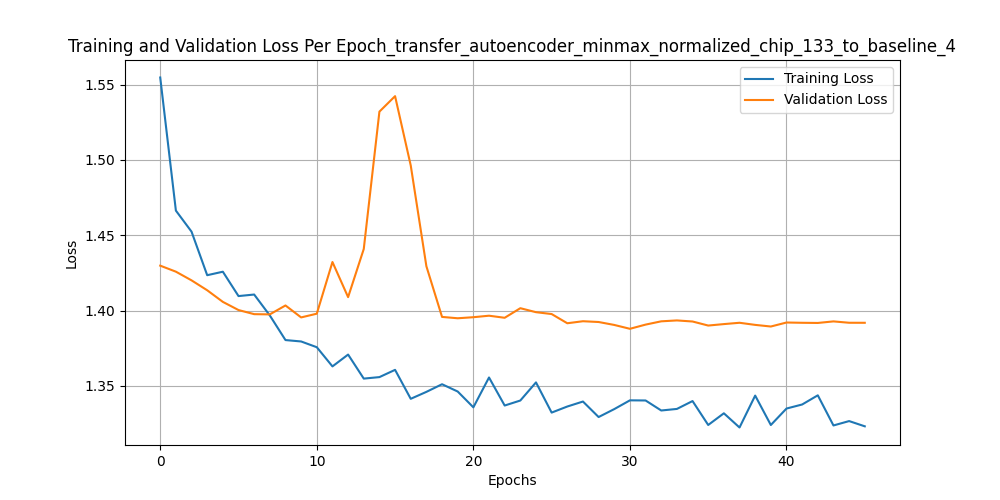 Training and Validation Loss Per Epoch_transfer_autoencoder_minmax_normalized_chip_133_to_baseline_4
Training Loss
Validation Loss
1.55
1.50
1.45
1.40
1.35
Loss
0
10
20
30
40
Epochs